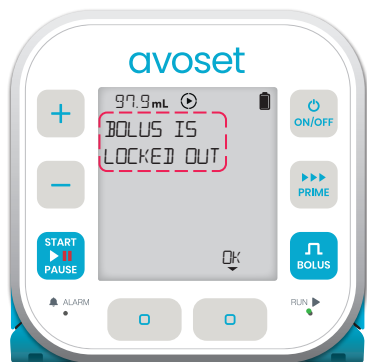 avoset
97.9 mL
BOLUS IS
LOCKED OUT
ON/OFF
PRIME
START
PAUSE
OK
BOLUS
ALARM
RUN